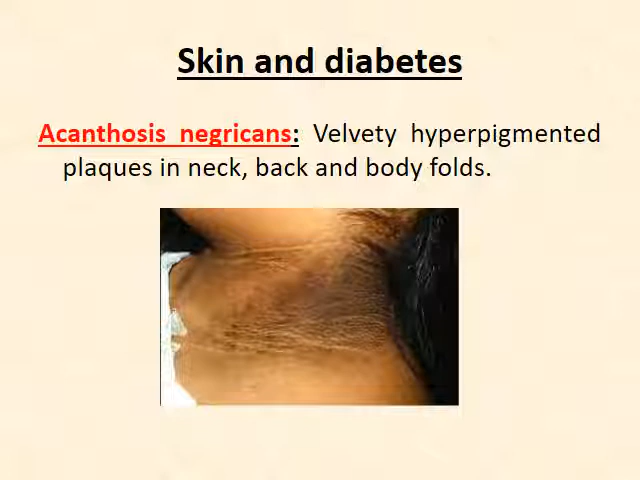 Skin and diabetes
Acanthosis negricans: Velvety hyperpigmented
plaques in neck, back and body folds.